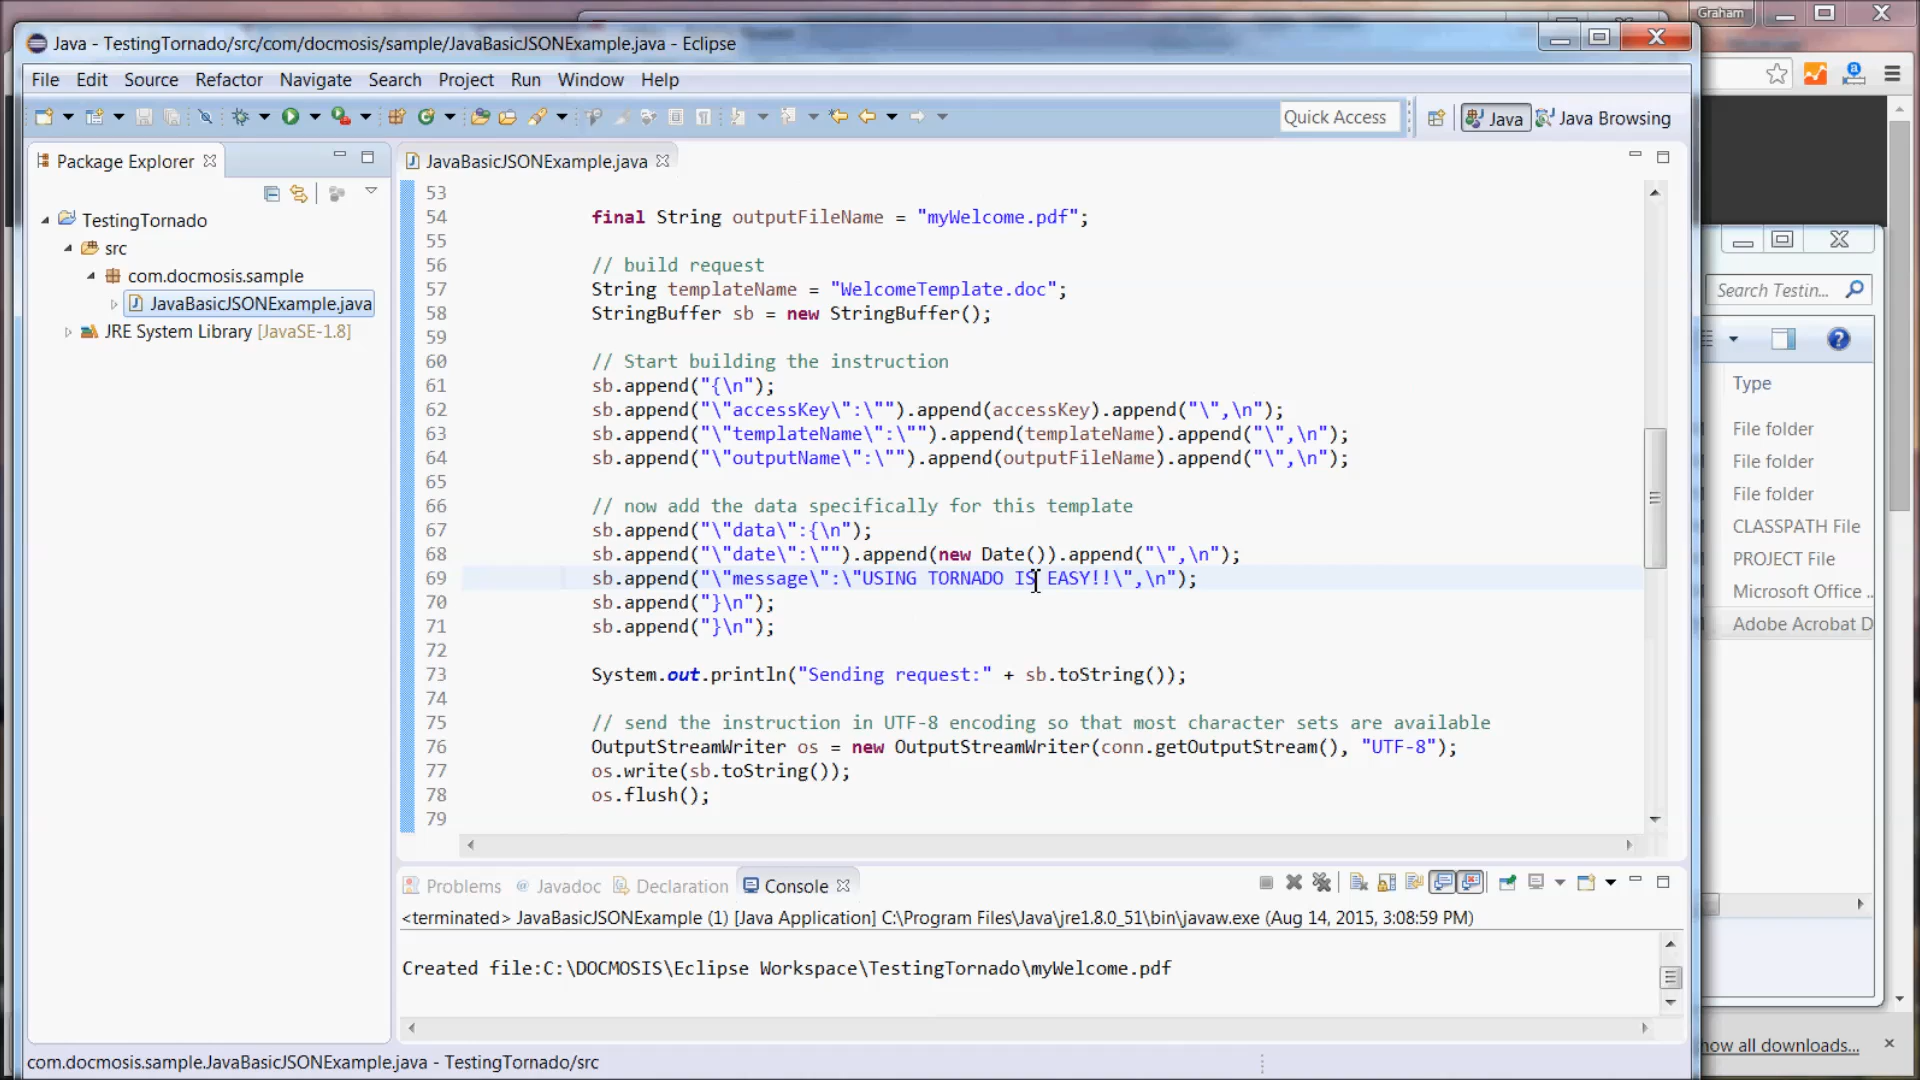 Graham
Java - TestingTornado/src/com/docmosis/sample/JavaBasicJSONExample.java - Eclipse
File Edit Source Refactor Navigate Search Project Run Window Help
Quick Access
Java
Java Browsing
Package Explorer
TestingTornado
src
com.docmosis.sample
JavaBasicJSONExample.java
JRE System Library [JavaSE-1.8]
JavaBasicJSONExample.java
53
54 final String outputFileName = "myWelcome.pdf";
55
56 // build request
57 String templateName = "WelcomeTemplate.doc";
58 StringBuffer sb = new StringBuffer();
59
60 // Start building the instruction
61 sb.append("{\n");
62 sb.append("\"accessKey\":\"").append(accessKey).append("\",\n");
63 sb.append("\"templateName\":\"").append(templateName).append("\",\n");
64 sb.append("\"outputName\":\"").append(outputFileName).append("\",\n");
65
66 // now add the data specifically for this template
67 sb.append("\"data\":{\n");
68 sb.append("\"date\":\"").append(new Date()).append("\",\n");
69 sb.append("\"message\":\"USING TORNADO IS EASY!!\",\n");
70 sb.append("}\n");
71 sb.append("}\n");
72
73 System.out.println("Sending request:" + sb.toString());
74
75 // send the instruction in UTF-8 encoding so that most character sets are available
76 OutputStreamWriter os = new OutputStreamWriter(conn.getOutputStream(), "UTF-8");
77 os.write(sb.toString());
78 os.flush();
79
Problems Javadoc Declaration Console
<terminated> JavaBasicJSONExample (1) [Java Application] C:\Program Files\Java\jre1.8.0_51\bin\javaw.exe (Aug 14, 2015, 3:08:59 PM)
Created file:C:\DOCMOSIS\Eclipse Workspace\TestingTornado\myWelcome.pdf
com.docmosis.sample.JavaBasicJSONExample.java - TestingTornado/src
Search Testin...
Type
File folder
File folder
File folder
CLASSPATH File
PROJECT File
Microsoft Office ..
Adobe Acrobat D
how all downloads...